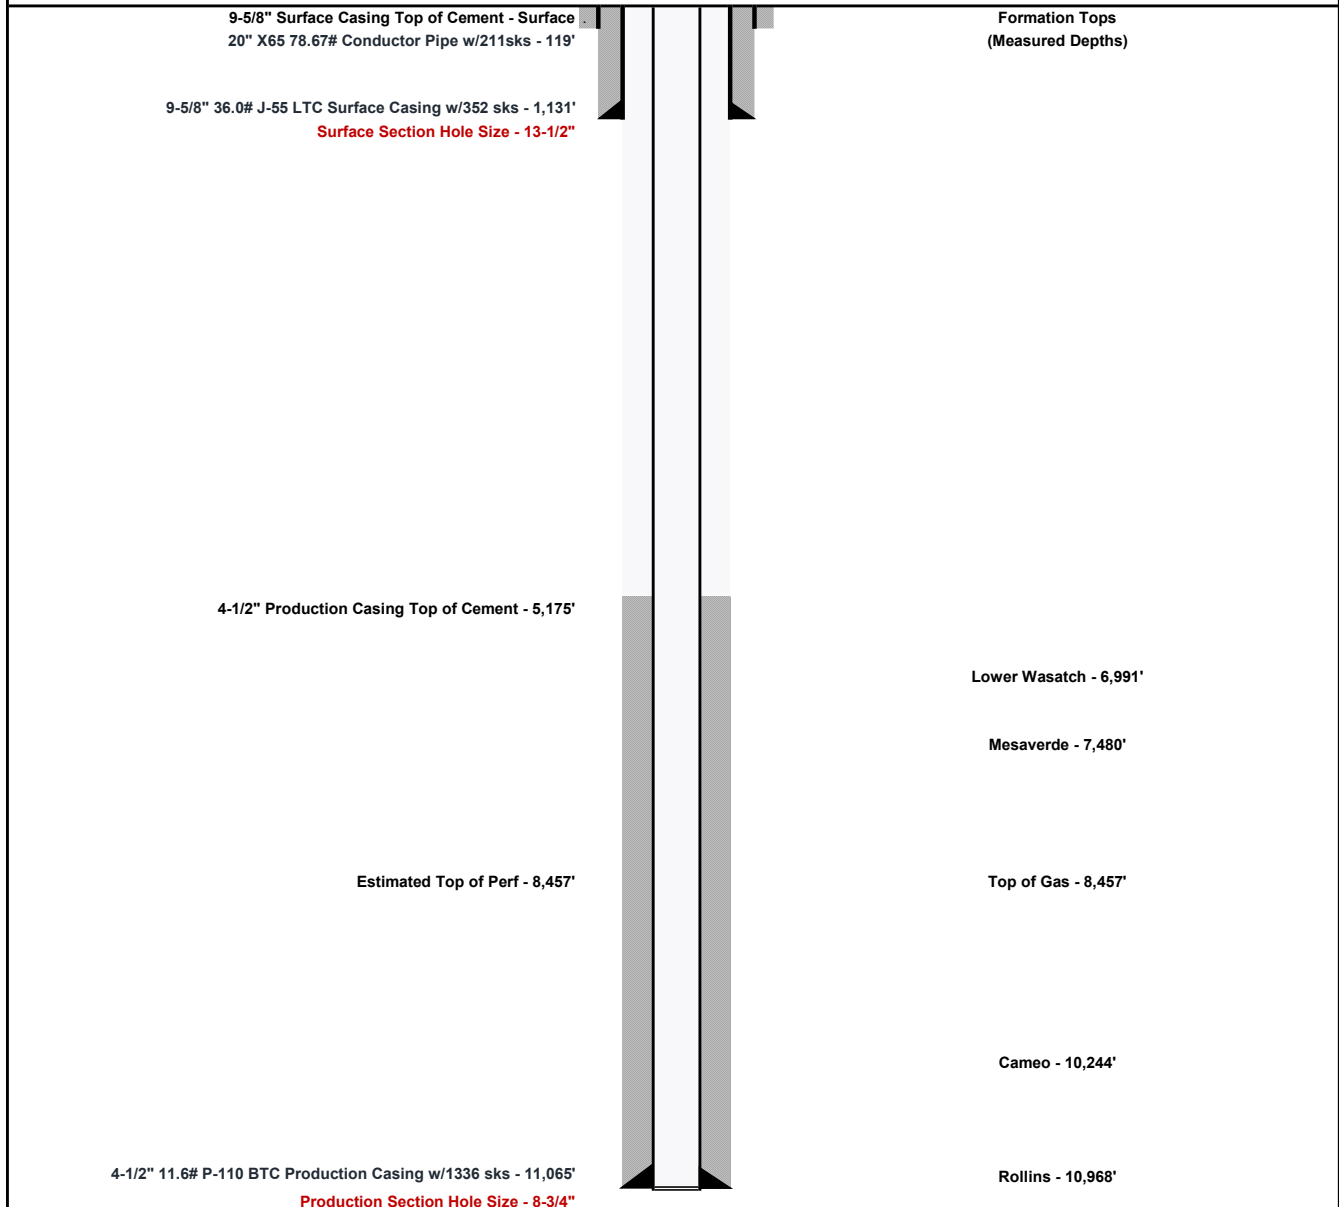 9-5/8" Surface Casing Top of Cement - Surface
20" X65 78.67# Conductor Pipe w/211sks - 119'
9-5/8" 36.0# J-55 LTC Surface Casing w/352 sks - 1,131'
Surface Section Hole Size - 13-1/2"
Formation Tops
(Measured Depths)
4-1/2" Production Casing Top of Cement - 5,175'
Lower Wasatch - 6,991'
Mesaverde - 7,480'
Estimated Top of Perf - 8,457'
Top of Gas - 8,457'
Cameo - 10,244'
4-1/2" 11.6# P-110 BTC Production Casing w/1336 sks - 11,065'
Rollins - 10,968'
Production Section Hole Size - 8-3/4"